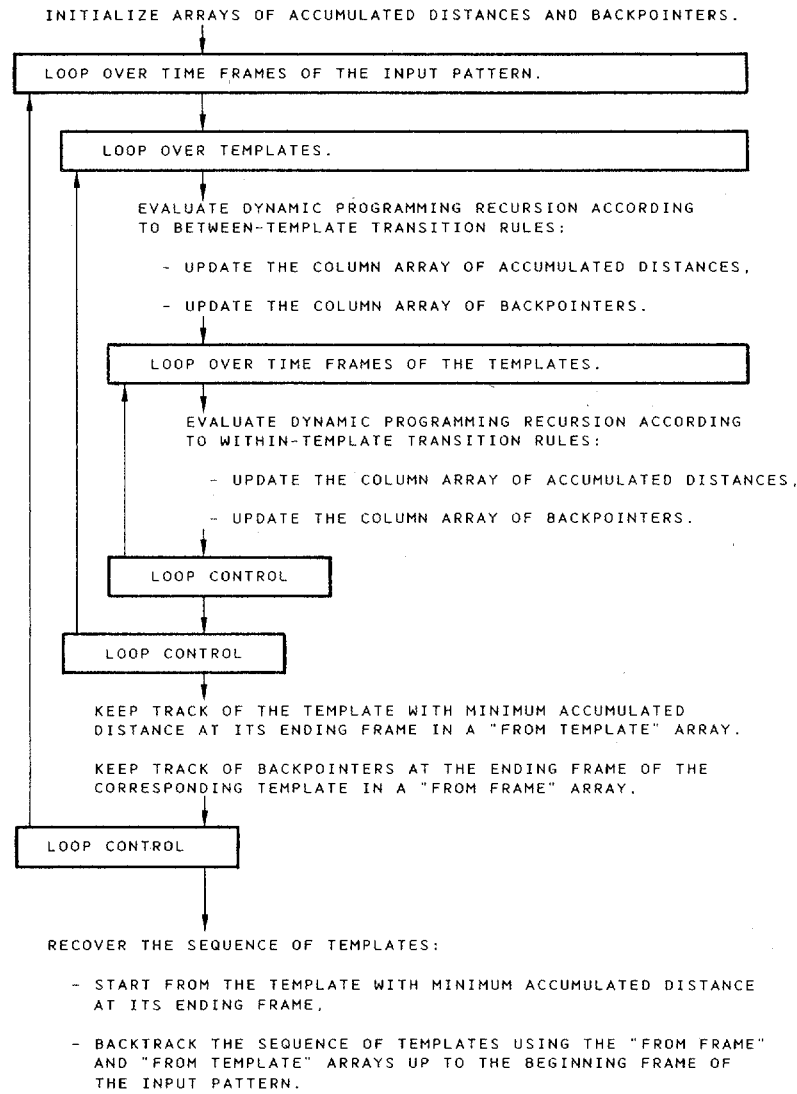 INITIALIZE ARRAYS OF ACCUMULATED DISTANCES AND BACKPOINTERS.
LOOP OVER TIME FRAMES OF THE INPUT PATTERN.
LOOP OVER TEMPLATES.
EVALUATE DYNAMIC PROGRAMMING RECURSION ACCORDING
TO BETWEEN-TEMPLATE TRANSITION RULES:
- UPDATE THE COLUMN ARRAY OF ACCUMULATED DISTANCES,
- UPDATE THE COLUMN ARRAY OF BACKPOINTERS.
LOOP OVER TIME FRAMES OF THE TEMPLATES.
EVALUATE DYNAMIC PROGRAMMING RECURSION ACCORDING
TO WITHIN-TEMPLATE TRANSITION RULES:
- UPDATE THE COLUMN ARRAY OF ACCUMULATED DISTANCES,
- UPDATE THE COLUMN ARRAY OF BACKPOINTERS.
LOOP CONTROL
LOOP CONTROL
KEEP TRACK OF THE TEMPLATE WITH MINIMUM ACCUMULATED
DISTANCE AT ITS ENDING FRAME IN A "FROM TEMPLATE" ARRAY.
KEEP TRACK OF BACKPOINTERS AT THE ENDING FRAME OF THE
CORRESPONDING TEMPLATE IN A "FROM FRAME" ARRAY.
LOOP CONTROL
RECOVER THE SEQUENCE OF TEMPLATES:
- START FROM THE TEMPLATE WITH MINIMUM ACCUMULATED DISTANCE
AT ITS ENDING FRAME,
- BACKTRACK THE SEQUENCE OF TEMPLATES USING THE "FROM FRAME"
AND "FROM TEMPLATE" ARRAYS UP TO THE BEGINNING FRAME OF
THE INPUT PATTERN.